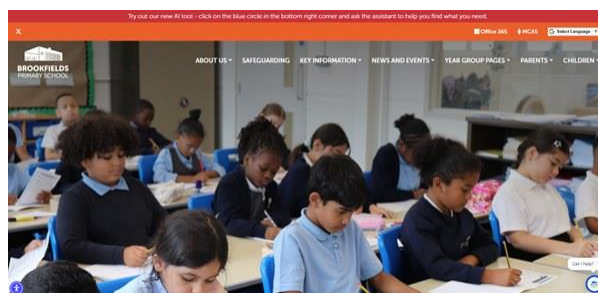 Try out our new AI tool - click on the blue circle in the bottom right corner and ask the assistant to help you find what you need.
X Office 365 MCAS G Select Language
BROOKFIELDS
PRIMARY SCHOOL
ABOUT US SAFEGUARDING KEY INFORMATION NEWS AND EVENTS YEAR GROUP PAGES PARENTS CHILDREN
Can I help?